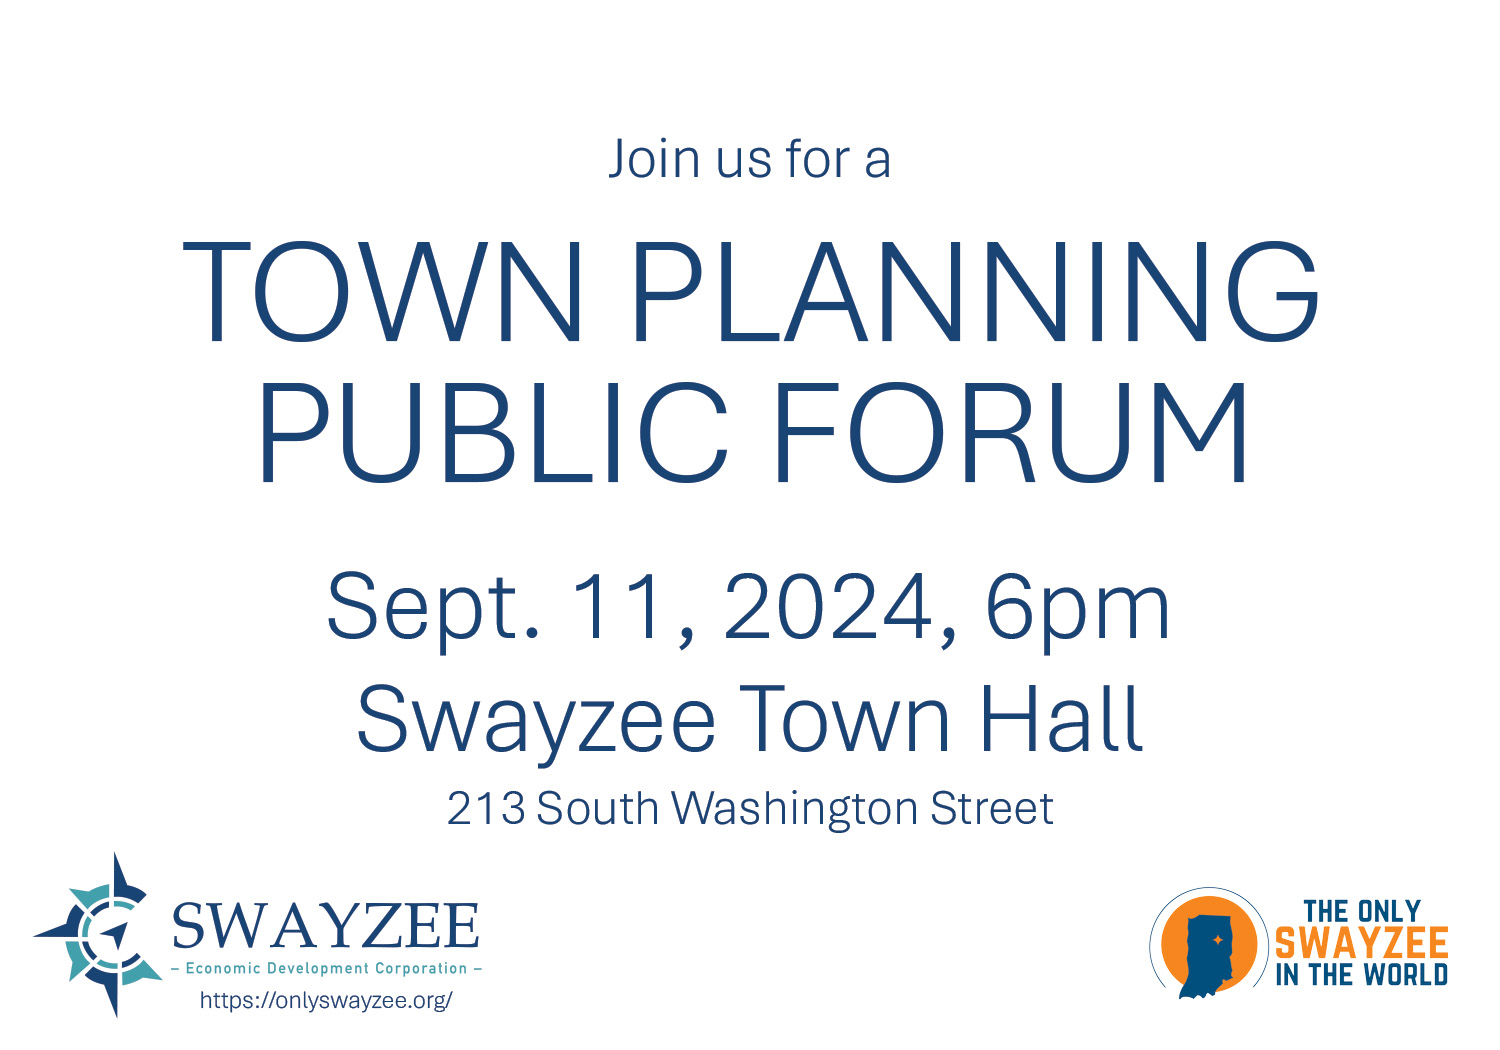 Join us for a
TOWN PLANNING
PUBLIC FORUM
Sept. 11, 2024, 6pm
Swayzee Town Hall
213 South Washington Street
SWAYZEE
– Economic Development Corporation –
https://onlyswayzee.org/
THE ONLY
SWAYZEE
IN THE WORLD